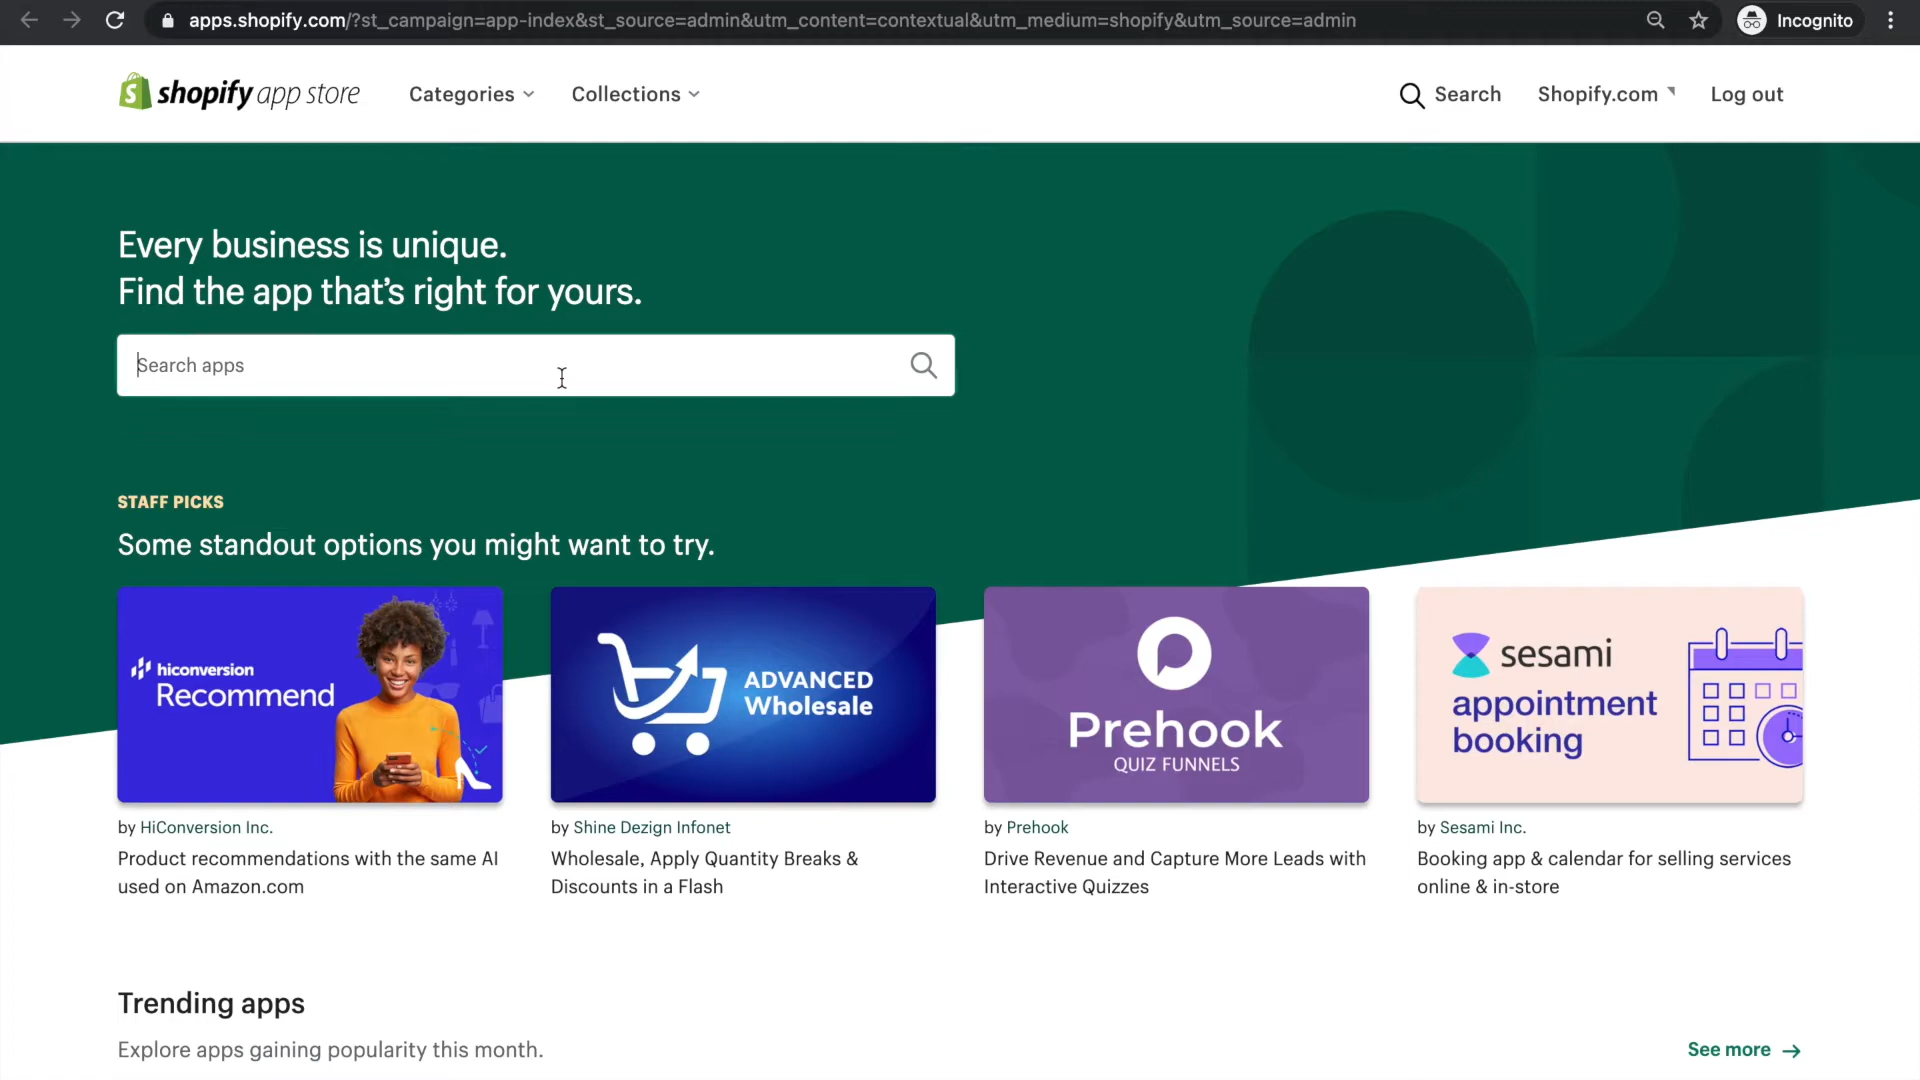 apps.shopify.com/?st_campaign=app-index&st_source=admin&utm_content=contextual&utm_medium=shopify&utm_source=admin
Incognito
shopify app store
Categories
Collections
Search
Shopify.com
Log out
Every business is unique.
Find the app that's right for yours.
Search apps
STAFF PICKS
Some standout options you might want to try.
hiconversion
Recommend
ADVANCED
Wholesale
Prehook
QUIZ FUNNELS
sesami
appointment
booking
by HiConversion Inc.
Product recommendations with the same AI
used on Amazon.com
by Shine Dezign Infonet
Wholesale, Apply Quantity Breaks &
Discounts in a Flash
by Prehook
Drive Revenue and Capture More Leads with
Interactive Quizzes
by Sesami Inc.
Booking app & calendar for selling services
online & in-store
Trending apps
Explore apps gaining popularity this month.
See more